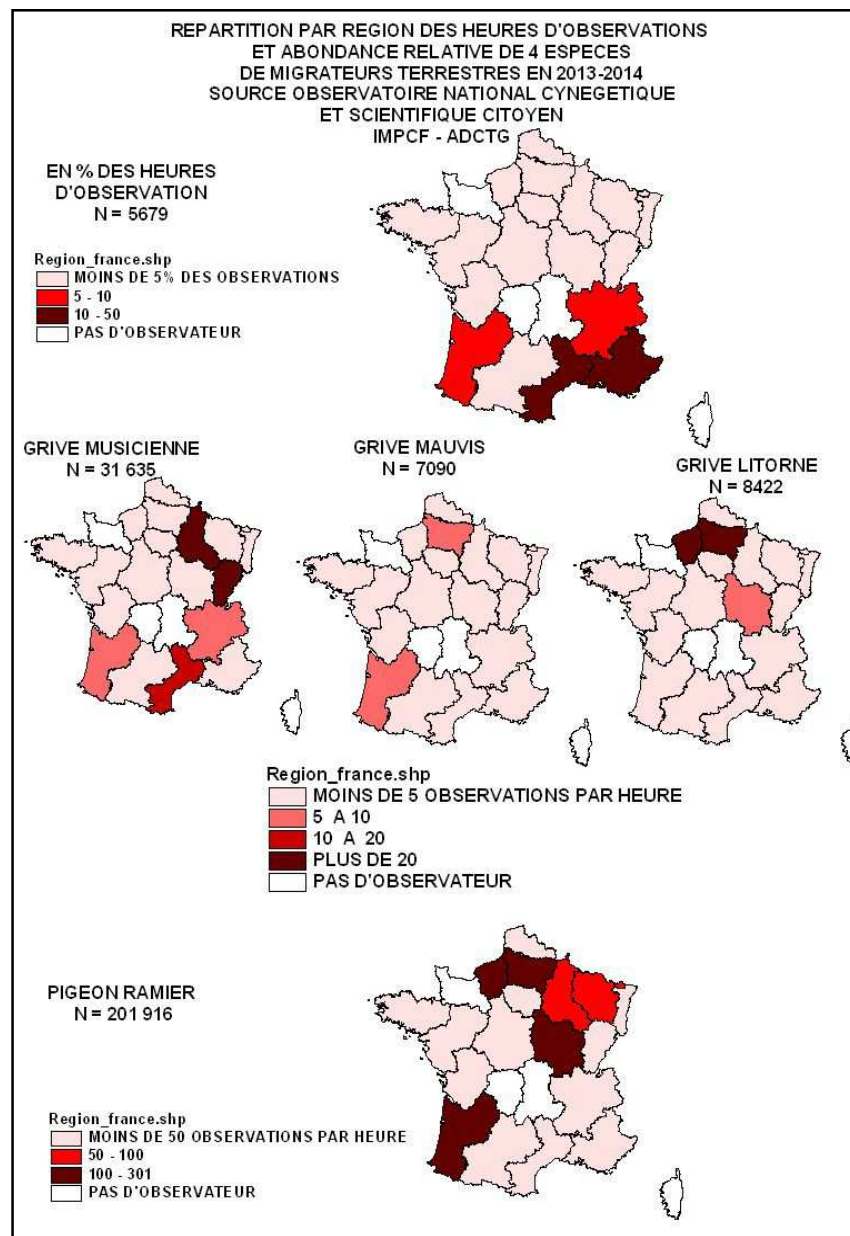 REPARTITION PAR REGION DES HEURES D'OBSERVATIONS
ET ABONDANCE RELATIVE DE 4 ESPECES
DE MIGRATEURS TERRESTRES EN 2013-2014
SOURCE OBSERVATOIRE NATIONAL CYNEGETIQUE
ET SCIENTIFIQUE CITOYEN
IMPCF - ADCTG
EN % DES HEURES
D'OBSERVATION
N = 5679
Region_france.shp
MOINS DE 5% DES OBSERVATIONS
5 - 10
10 - 50
PAS D'OBSERVATEUR
GRIVE MUSICIENNE
N = 31 635
GRIVE MAUVIS
N = 7090
GRIVE LITORNE
N = 8422
Region_france.shp
MOINS DE 5 OBSERVATIONS PAR HEURE
5 A 10
10 A 20
PLUS DE 20
PAS D'OBSERVATEUR
PIGEON RAMIER
N = 201 916
Region_france.shp
MOINS DE 50 OBSERVATIONS PAR HEURE
50 - 100
100 - 301
PAS D'OBSERVATEUR